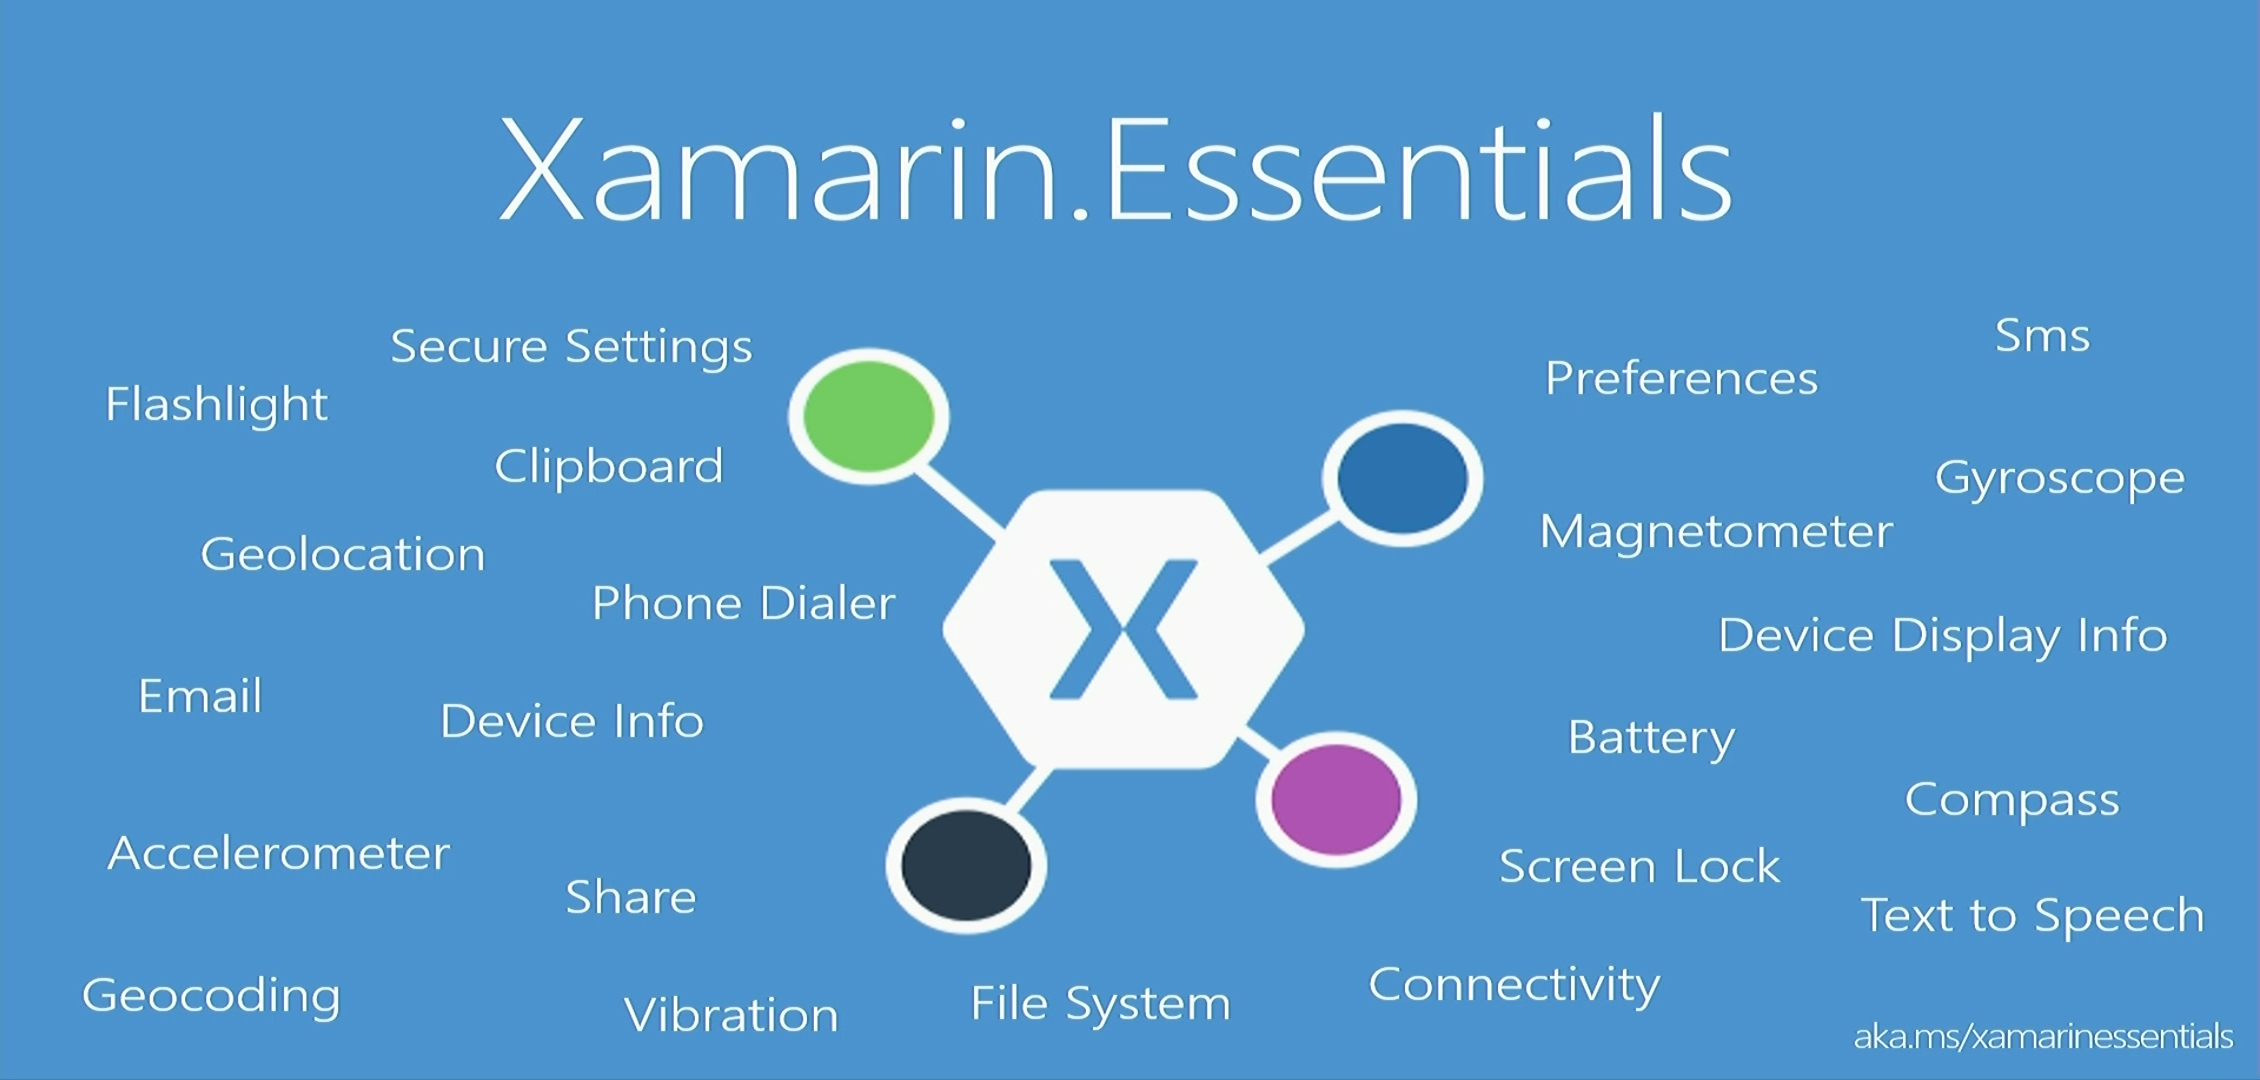 Xamarin.Essentials
Secure Settings
Flashlight
Clipboard
Geolocation
Phone Dialer
Email
Device Info
Accelerometer
Share
Geocoding
Vibration
File System
Sms
Preferences
Gyroscope
Magnetometer
Device Display Info
Battery
Compass
Screen Lock
Text to Speech
Connectivity
aka.ms/xamarinessentials
X